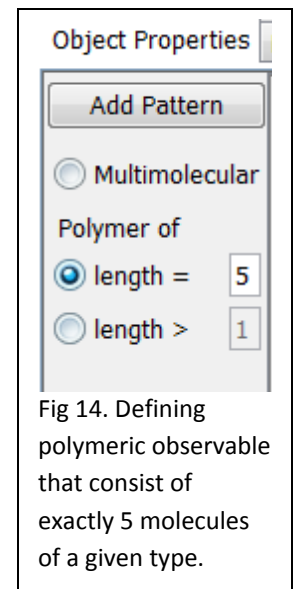 Object Properties
Add Pattern
Multimolecular
Polymer of
length = 5
length > 1
Fig 14. Defining
polymeric observable
that consist of
exactly 5 molecules
of a given type.